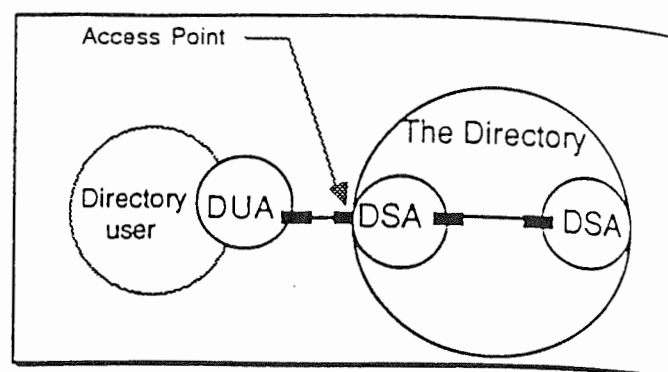 Access Point
The Directory
Directory
user
DUA
DSA
DSA